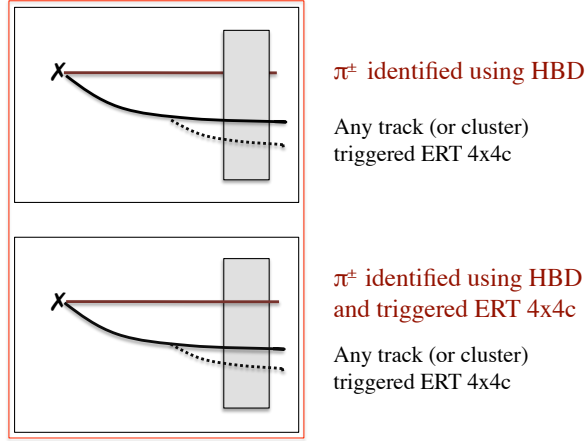 π± identified using HBD
Any track (or cluster)
triggered ERT 4x4c
π± identified using HBD
and triggered ERT 4x4c
Any track (or cluster)
triggered ERT 4x4c